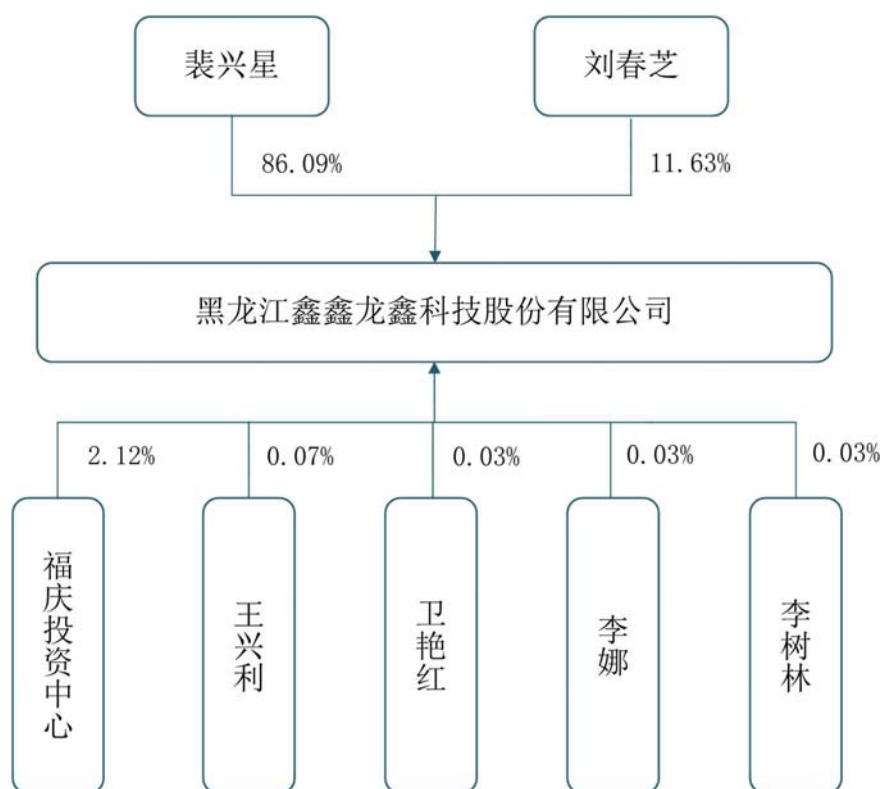 裴兴星
刘春芝
86.09%
11.63%
黑龙江鑫鑫龙鑫科技股份有限公司
2.12%
0.07%
0.03%
0.03%
0.03%
福庆投资中心
王兴利
卫艳红
李娜
李树林